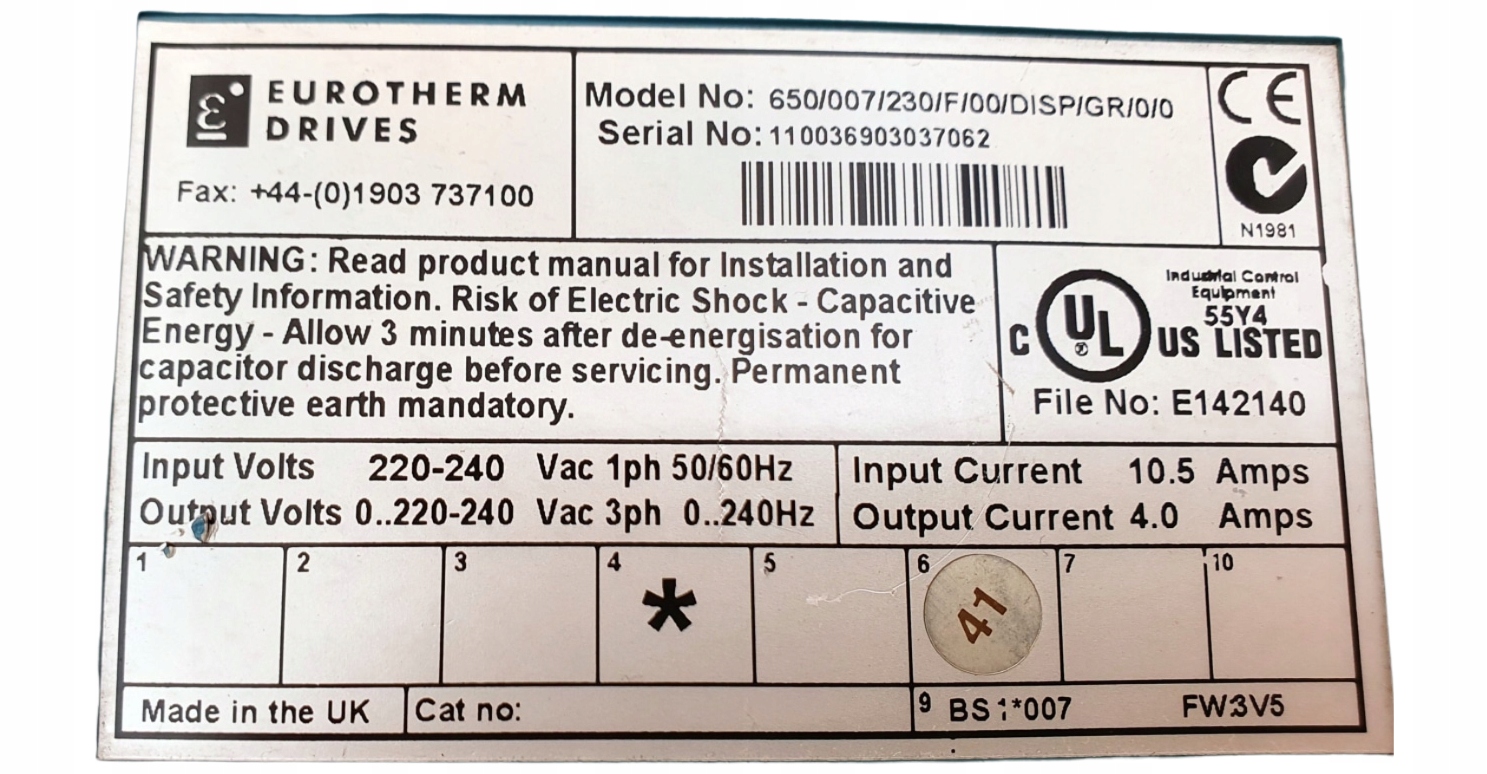 EUROTHERM
DRIVES
Fax: +44-(0)1903 737100
Model No: 650/007/230/F/00/DISP/GR/0/0
Serial No: 110036903037062
CE
N1981
WARNING: Read product manual for Installation and
Safety Information. Risk of Electric Shock - Capacitive
Energy - Allow 3 minutes after de-energisation for
capacitor discharge before servicing. Permanent
protective earth mandatory.
Industrial Control
Equipment
55Y4
C UL US LISTED
File No: E142140
Input Volts 220-240 Vac 1ph 50/60Hz
Output Volts 0..220-240 Vac 3ph 0..240Hz
Input Current 10.5 Amps
Output Current 4.0 Amps
1 2 3 4 5 6 7 10
* 41
Made in the UK
Cat no:
9 BS1*007 FW3V5